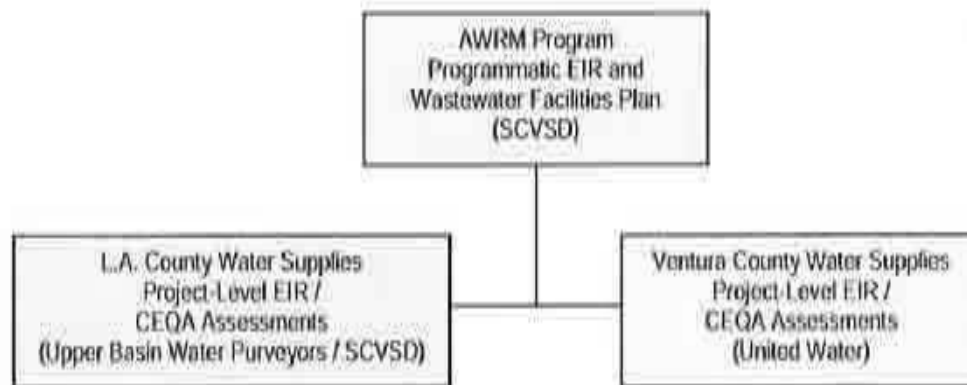 AWRM Program
Programmatic EIR and
Wastewater Facilities Plan
(SCVSD)
L.A. County Water Supplies
Project-Level EIR /
CEQA Assessments
(Upper Basin Water Purveyors / SCVSD)
Ventura County Water Supplies
Project-Level EIR /
CEQA Assessments
(United Water)